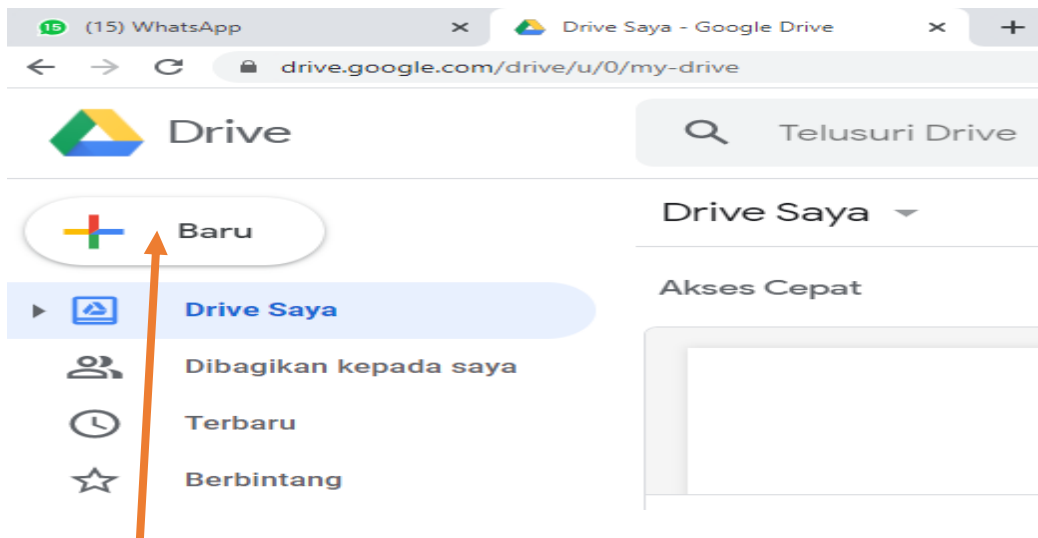 15 (15) WhatsApp Drive Saya - Google Drive
drive.google.com/drive/u/0/my-drive
Drive Telusuri Drive
Baru Drive Saya
Akses Cepat
Drive Saya
Dibagikan kepada saya
Terbaru
Berbintang